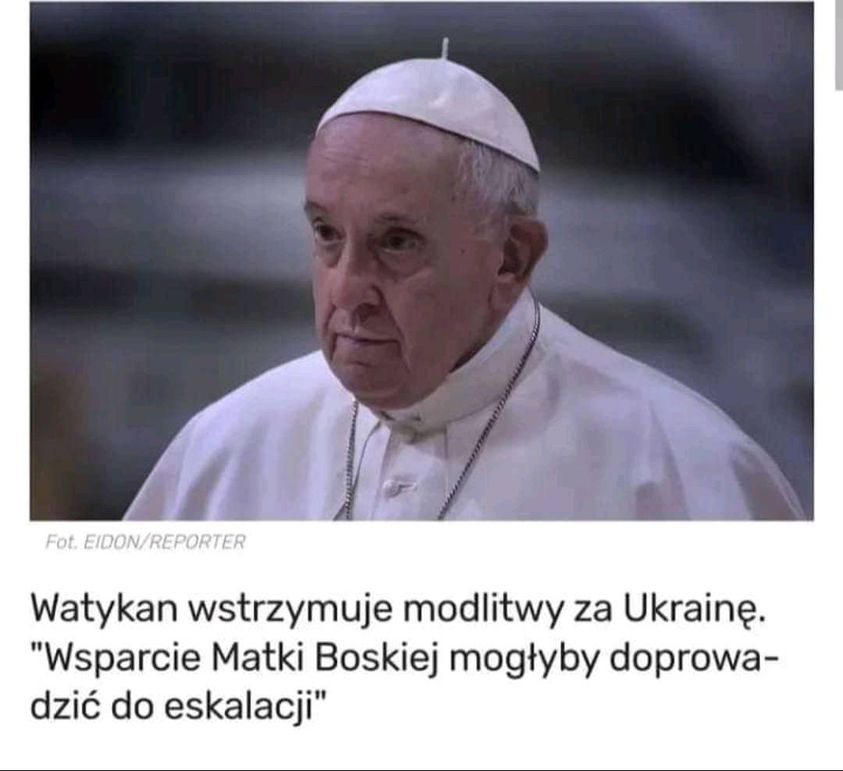 Fot. EIDON/REPORTER
Watykan wstrzymuje modlitwy za Ukrainę.
"Wsparcie Matki Boskiej mogłyby doprowa-
dzić do eskalacji"